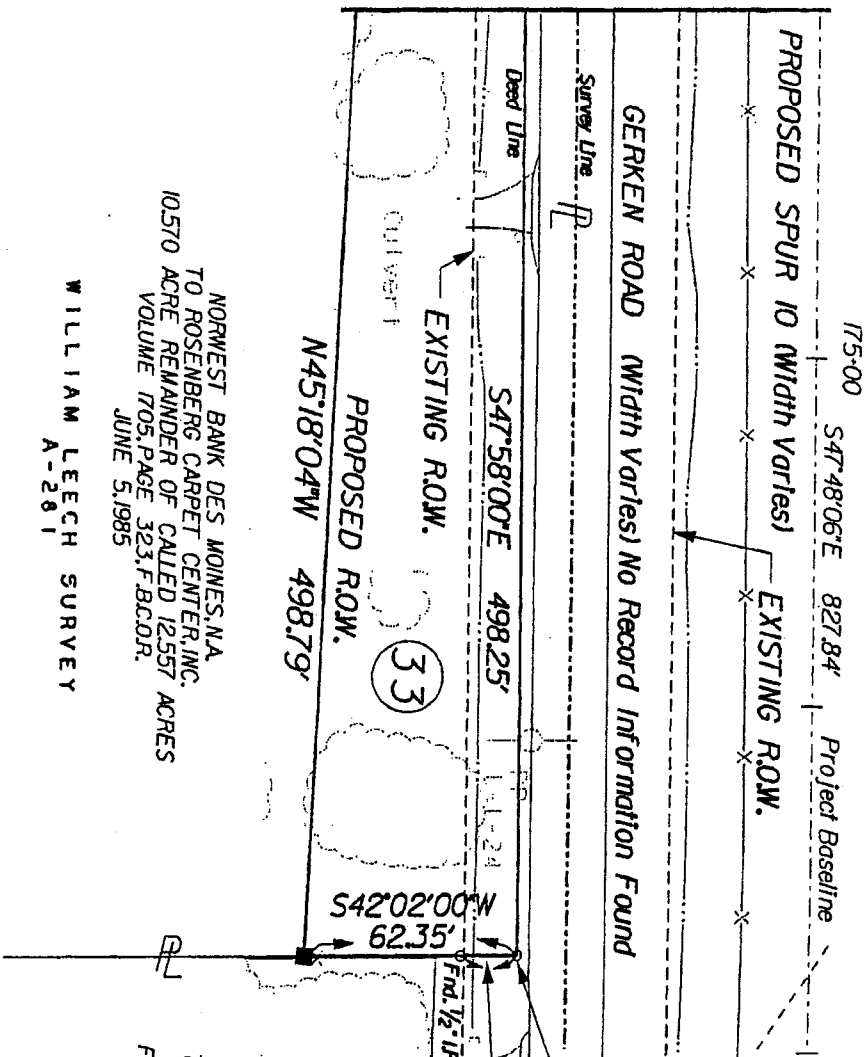 175+00 S47°48'06"E 827.84' Project Baseline
PROPOSED SPUR 10 (Width Varies)
EXISTING R.O.W.
GERKEN ROAD (Width Varies) No Record Information Found
Survey Line
PL
Deed Line
S47°58'00"E 498.25'
EXISTING R.O.W.
Culvert
33
PROPOSED R.O.W.
N45°18'04"W 498.79'
S42°02'00"W
62.35'
Fnd. 1/2"
PL
NORWEST BANK DES MOINES, N.A.
TO ROSENBERG CARPET CENTER, INC.
10.570 ACRE REMAINDER OF CALLED 12.557 ACRES
VOLUME 1705, PAGE 323, F.B.C.O.R.
JUNE 5, 1985
WILLIAM LEECH SURVEY
A-281